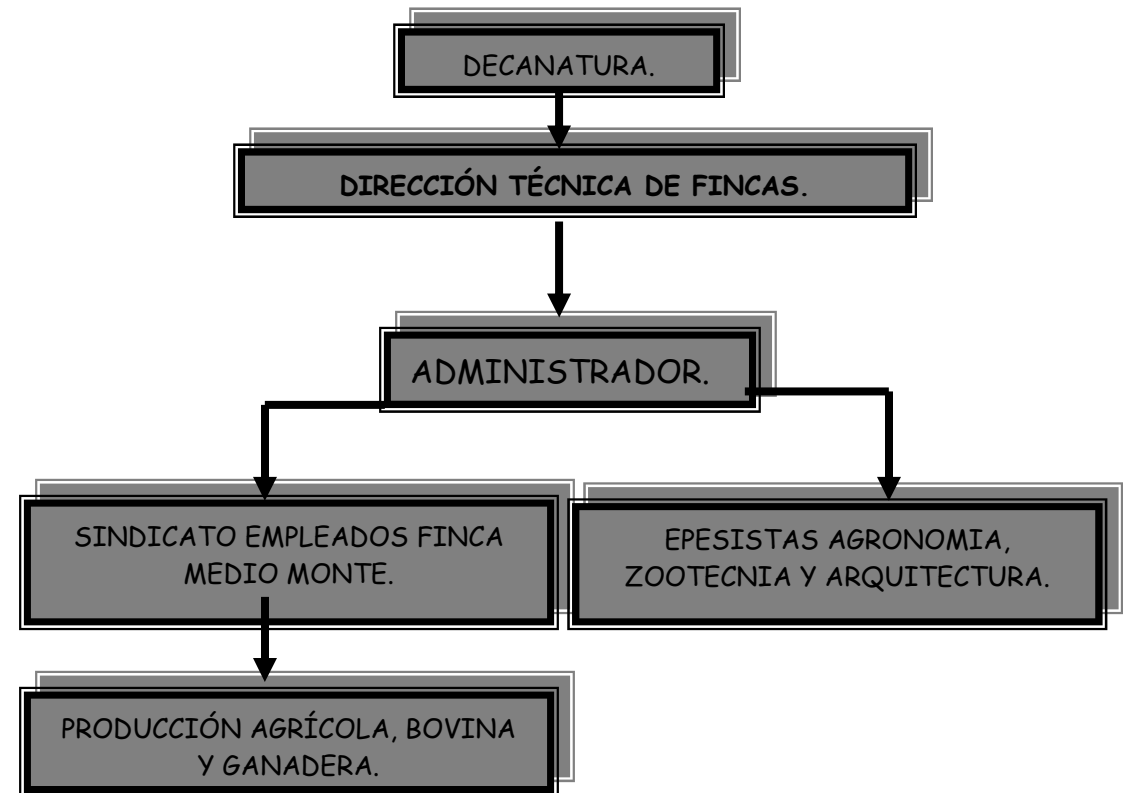 DECANATURA.
DIRECCIÓN TÉCNICA DE FINCAS.
ADMINISTRADOR.
SINDICATO EMPLEADOS FINCA
MEDIO MONTE.
EPESISTAS AGRONOMIA,
ZOOTECNIA Y ARQUITECTURA.
PRODUCCIÓN AGRÍCOLA, BOVINA
Y GANADERA.